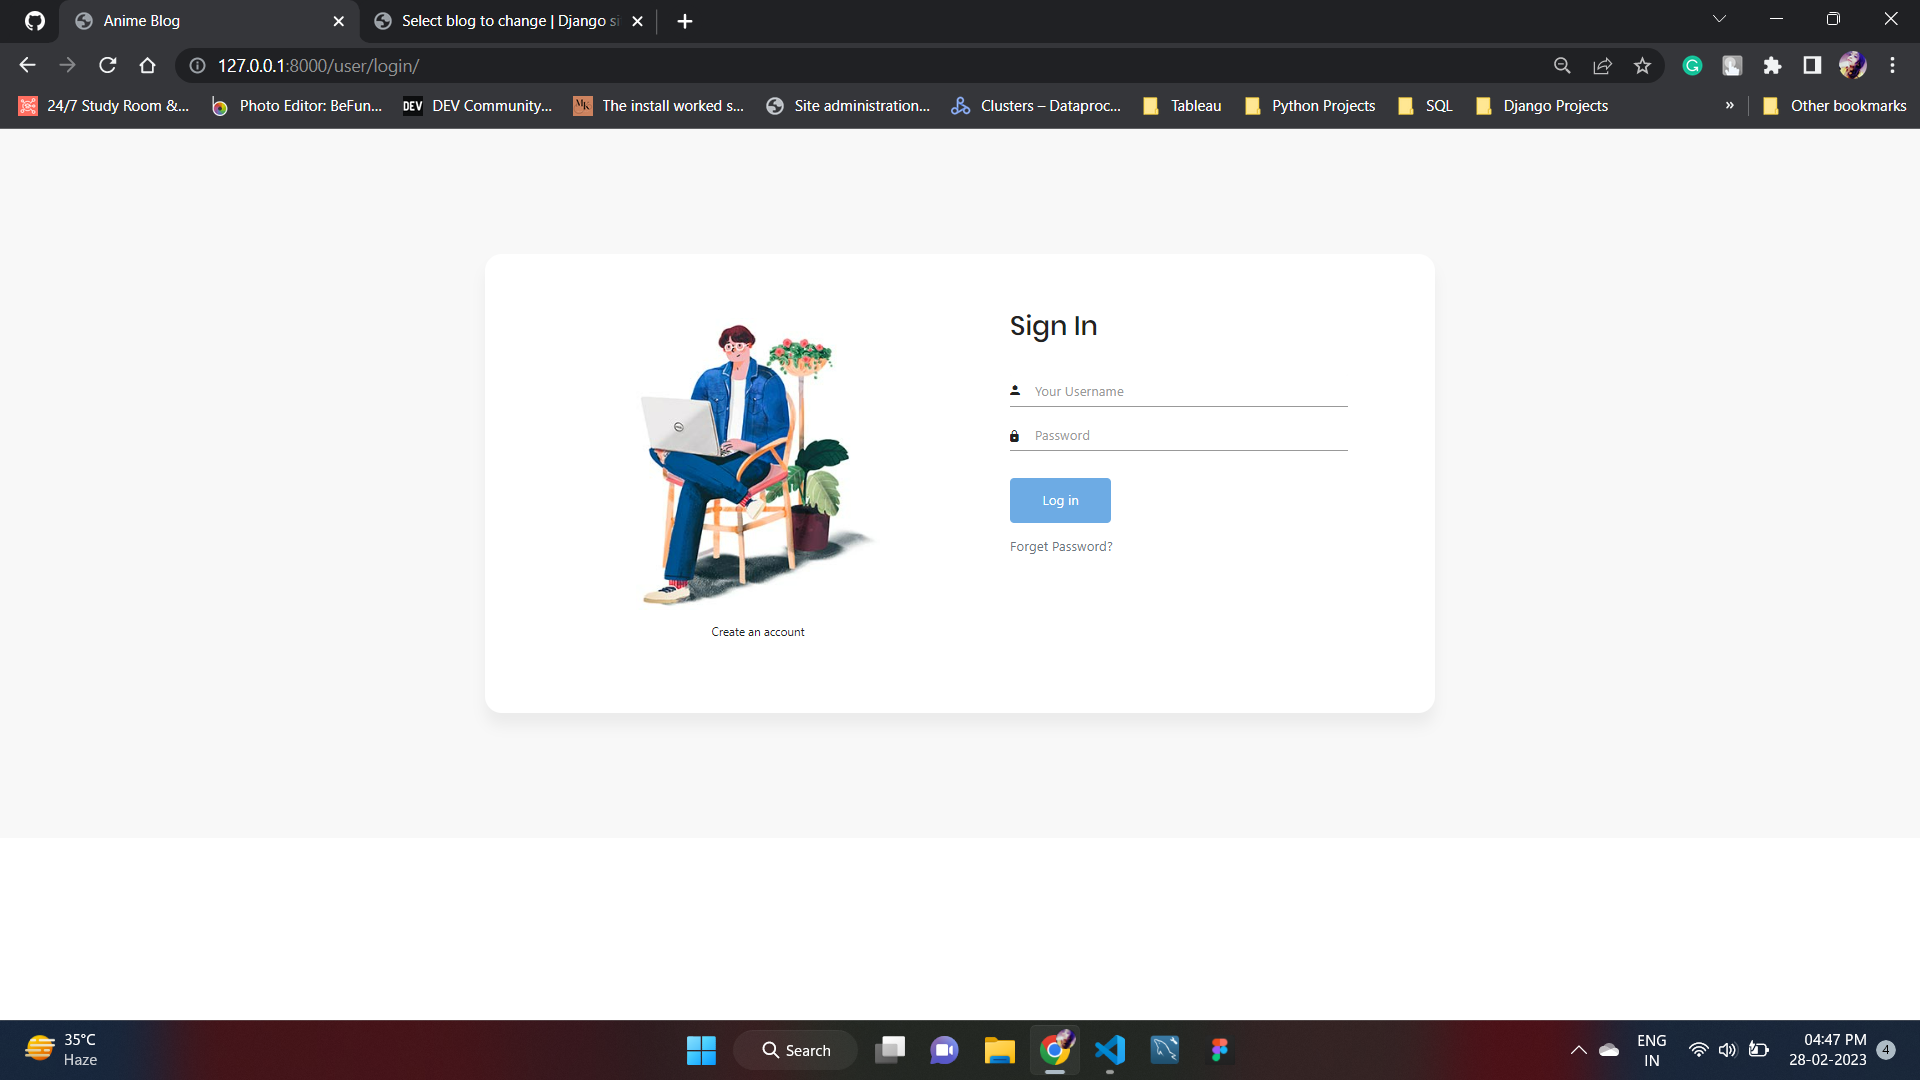 Anime Blog
Select blog to change | Django si
127.0.0.1:8000/user/login/
24/7 Study Room &...
Photo Editor: BeFun...
DEV DEV Community...
MK The install worked s...
Site administration...
Clusters – Dataproc...
Tableau
Python Projects
SQL
Django Projects
»
Other bookmarks
Sign In
Your Username
Password
Log in
Forget Password?
Create an account
35°C
Haze
Search
ENG
IN
04:47 PM
28-02-2023
4